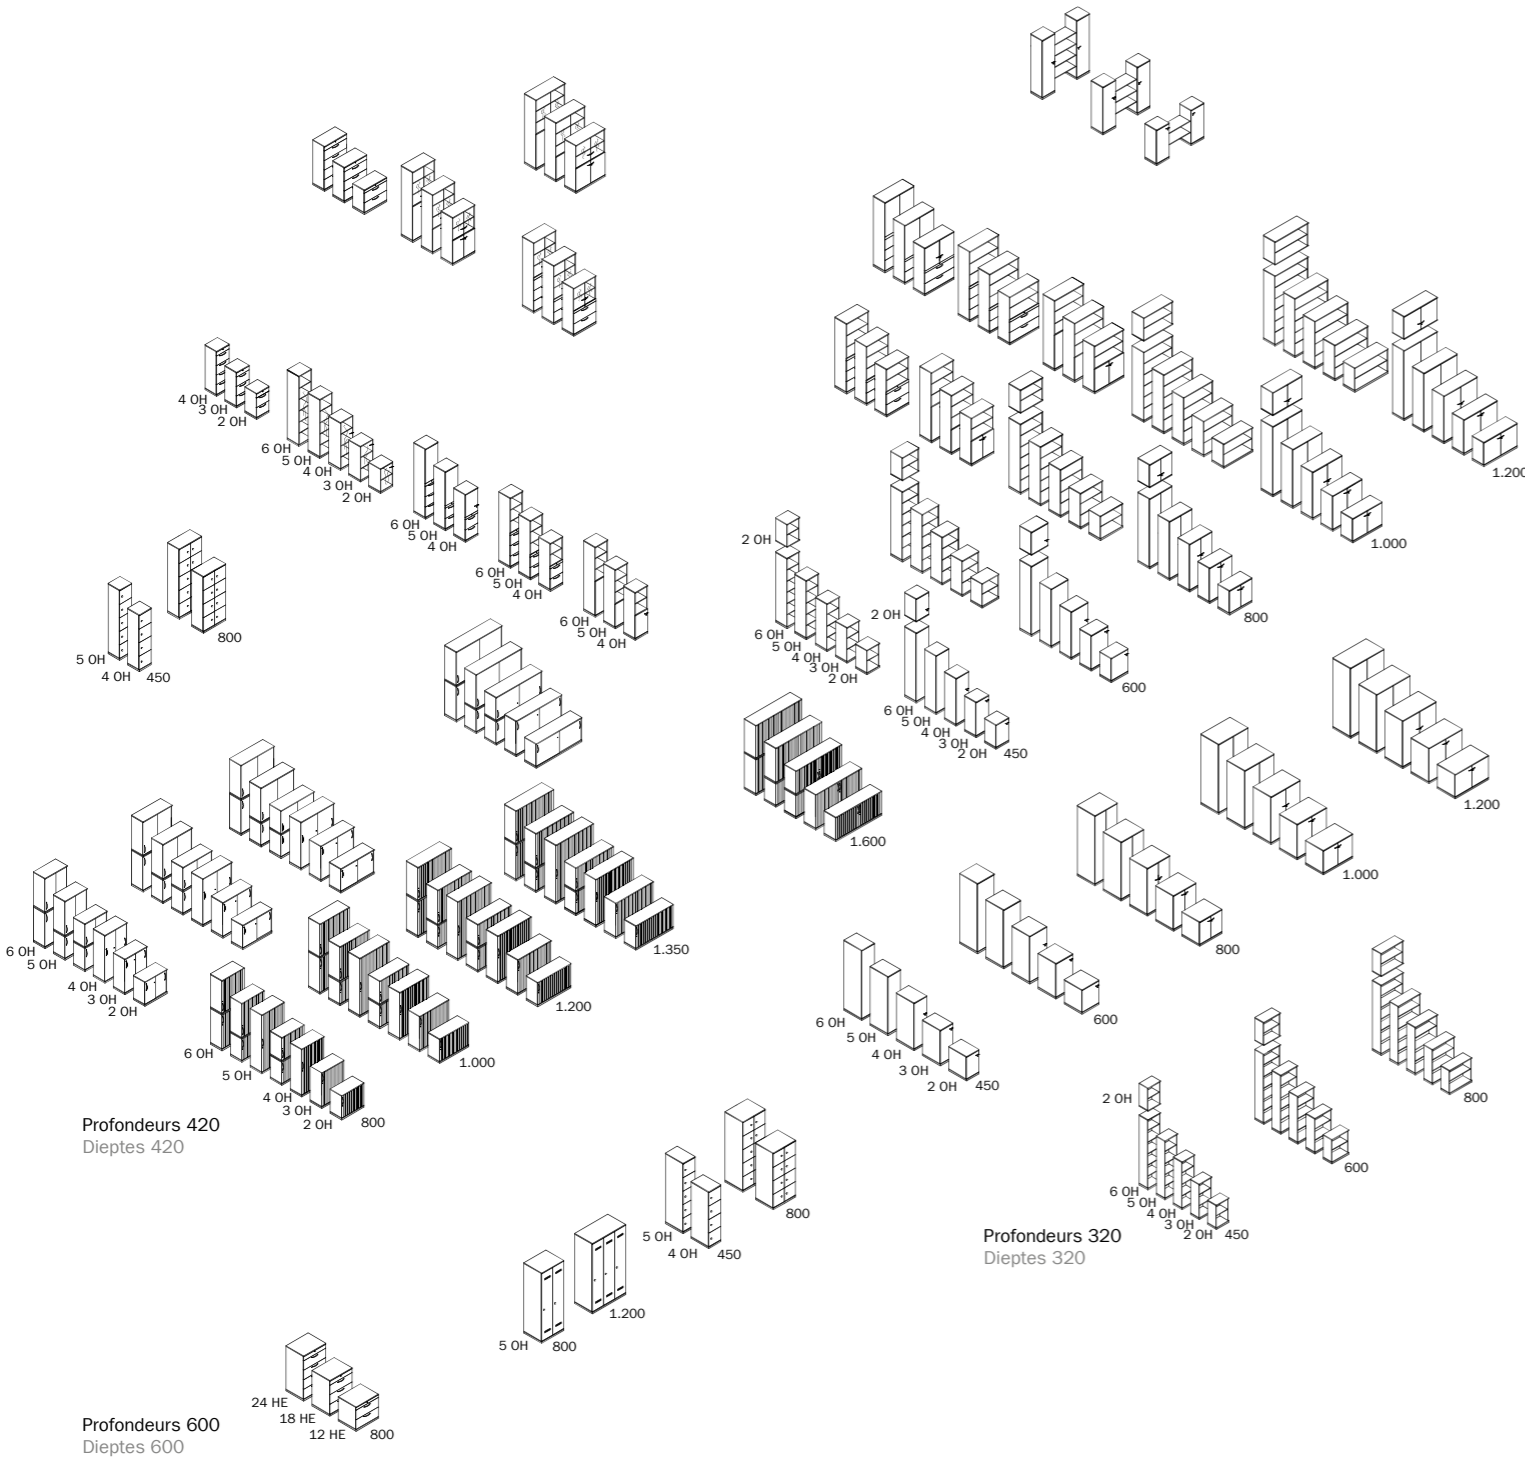 4 OH
3 OH
2 OH
6 OH
5 OH
4 OH
3 OH
2 OH
6 OH
5 OH
4 OH
6 OH
5 OH
4 OH
6 OH
5 OH
4 OH
5 OH
4 OH
450
800
1.200
1.000
800
2 OH
6 OH
5 OH
4 OH
3 OH
2 OH
2 OH
6 OH
5 OH
4 OH
3 OH
2 OH
450
600
1.600
6 OH
5 OH
4 OH
3 OH
2 OH
6 OH
5 OH
4 OH
3 OH
2 OH
800
1.000
1.200
1.350
1.200
1.000
800
600
6 OH
5 OH
4 OH
3 OH
2 OH
450
Profondeurs 420
Dieptes 420
2 OH
6 OH
5 OH
4 OH
3 OH
2 OH
450
600
800
Profondeurs 320
Dieptes 320
5 OH
4 OH
450
800
5 OH
800
1.200
24 HE
18 HE
12 HE
800
Profondeurs 600
Dieptes 600